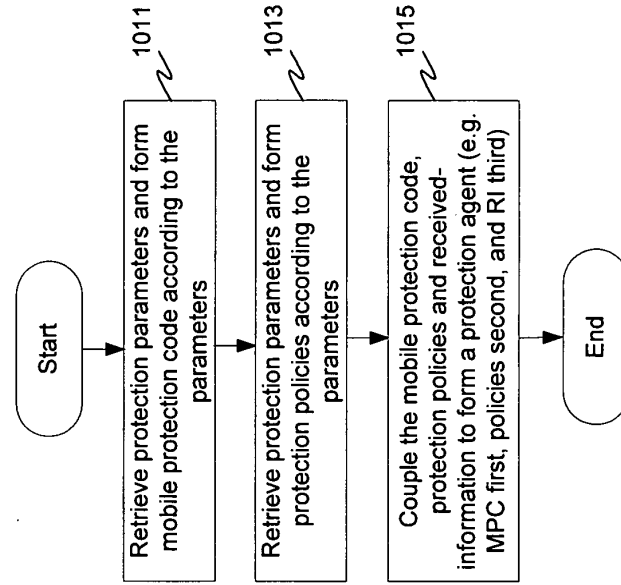 Start
1011
Retrieve protection parameters and form
mobile protection code according to the
parameters
1013
Retrieve protection parameters and form
protection policies according to the
parameters
1015
Couple the mobile protection code,
protection policies and received-
information to form a protection agent (e.g.
MPC first, policies second, and RI third)
End